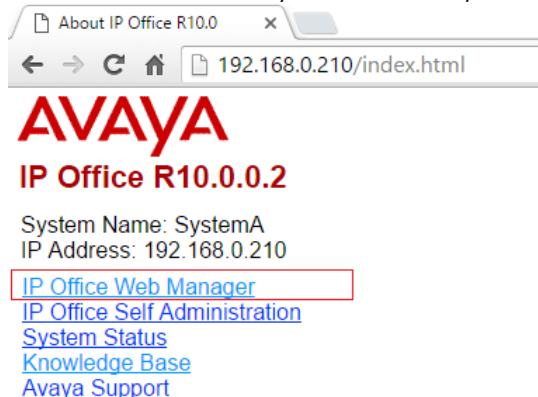 About IP Office R10.0
192.168.0.210/index.html
AVAYA
IP Office R10.0.0.2
System Name: SystemA
IP Address: 192.168.0.210
IP Office Web Manager
IP Office Self Administration
System Status
Knowledge Base
Avaya Support